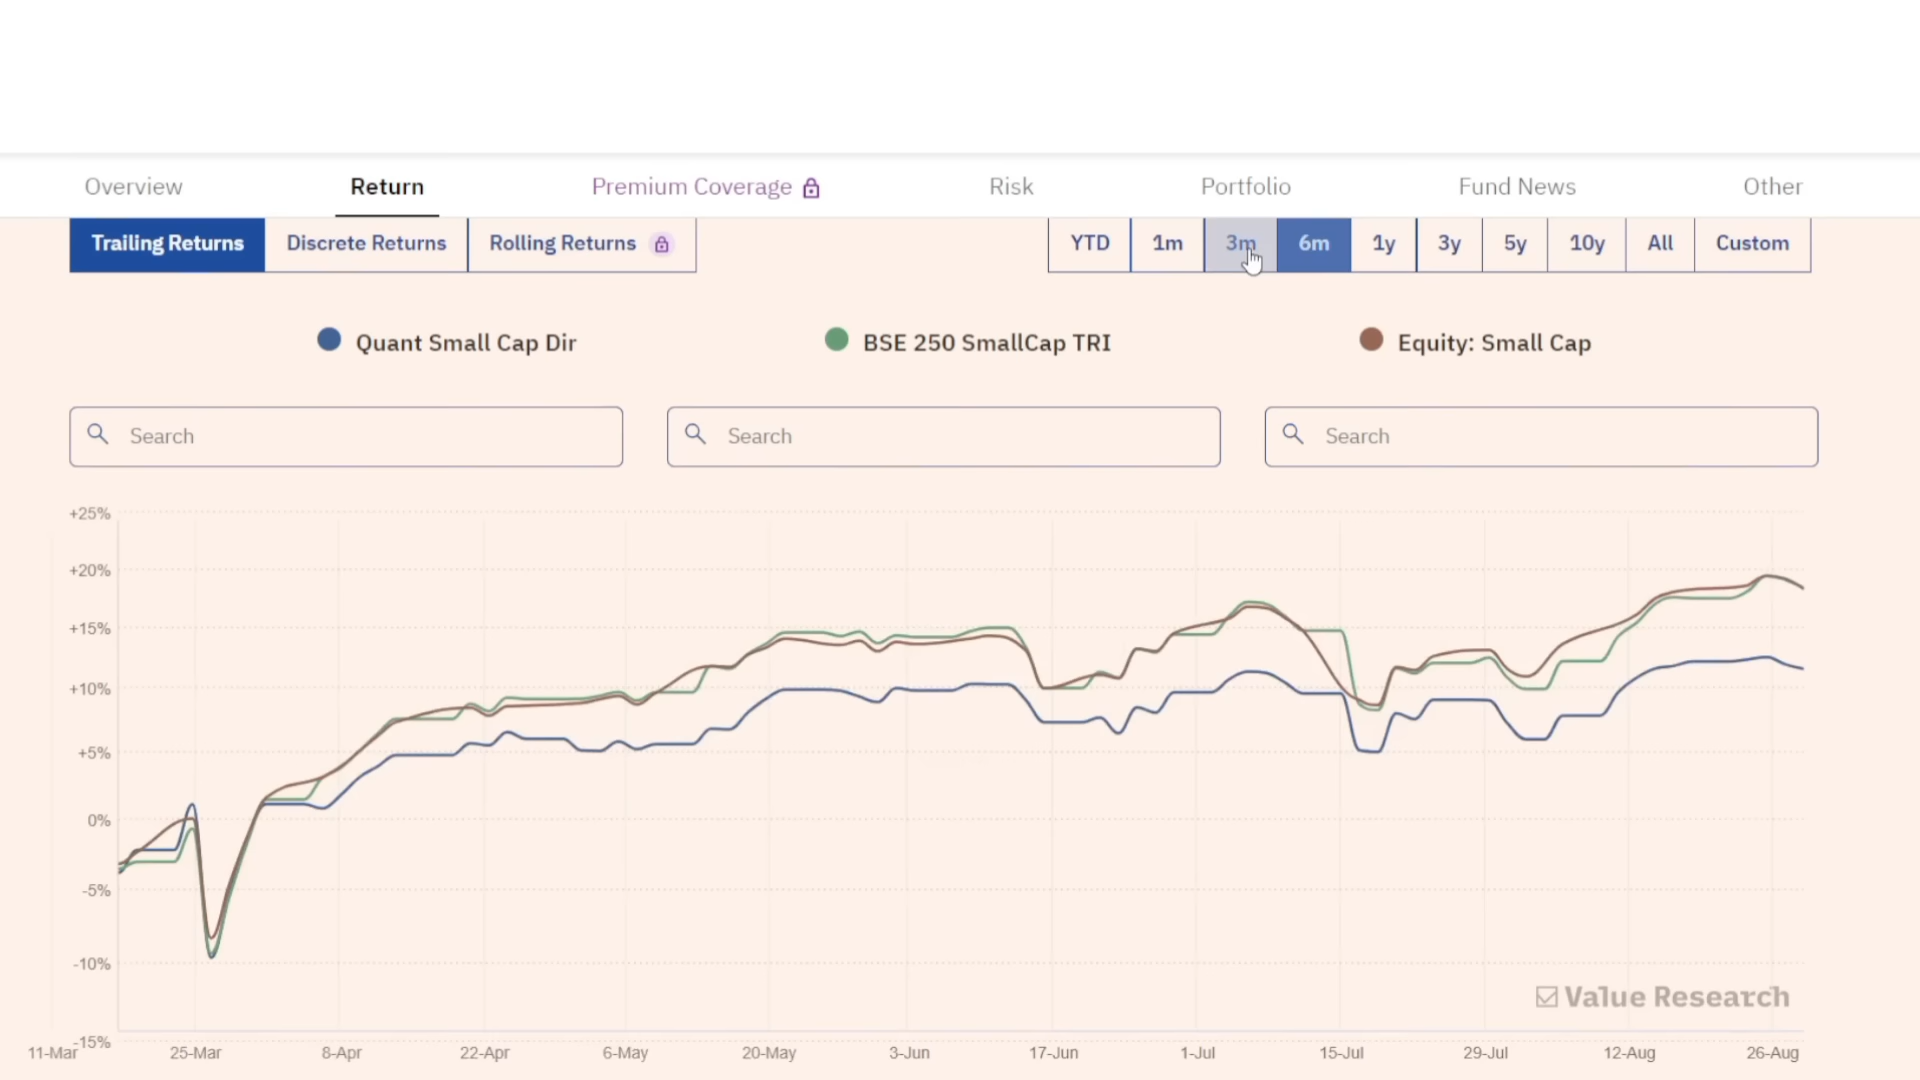 Overview Return Premium Coverage Risk Portfolio Fund News Other
Trailing Returns Discrete Returns Rolling Returns YTD 1m 3m 6m 1y 3y 5y 10y All Custom
Quant Small Cap Dir BSE 250 SmallCap TRI Equity: Small Cap
Search Search Search
+25%
+20%
+15%
+10%
+5%
0%
-5%
-10%
Value Research
-15%
11-Mar 25-Mar 8-Apr 22-Apr 6-May 20-May 3-Jun 17-Jun 1-Jul 15-Jul 29-Jul 12-Aug 26-Aug